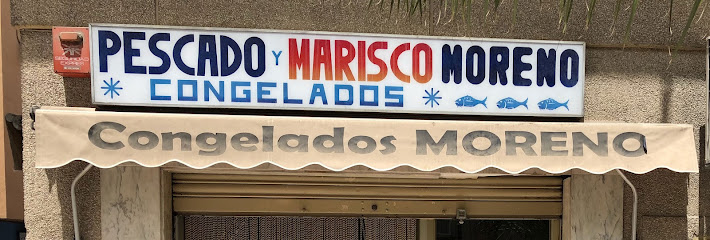 PESCADO Y MARISCO MORENO
CONGELADOS
Congelados MORENO